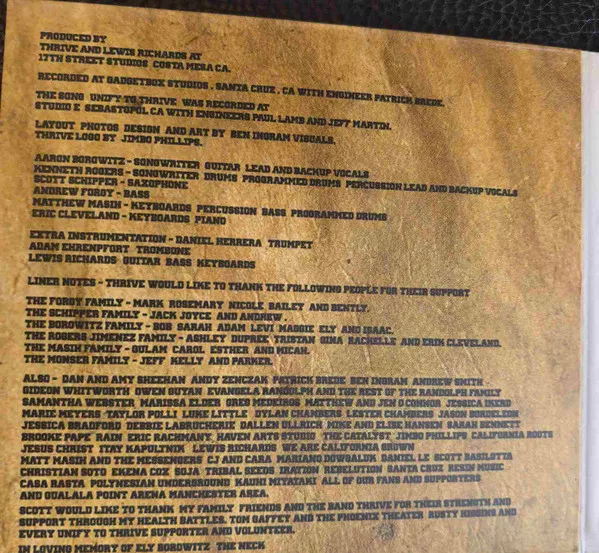 PRODUCED BY
THRIVE AND LEWIS RICHARDS AT
17TH STREET STUDIOS COSTA MESA CA.
RECORDED AT GADGETBOX STUDIOS, SANTA CRUZ, CA WITH ENGINEER PATRICK BREDE.
THE SONG UNIFY TO THRIVE WAS RECORDED AT
STUDIO E SEBASTOPOL CA WITH ENGINEERS PAUL LAMB AND JEFF MARTIN.
LAYOUT PHOTOS DESIGN AND ART BY BEN INGRAM VISUALS.
THRIVE LOGO BY JIMBO PHILLIPS.
AARON BOROWITZ - SONGWRITER GUITAR LEAD AND BACKUP VOCALS
KENNETH ROGERS - SONGWRITER DRUMS PROGRAMMED DRUMS PERCUSSION LEAD AND BACKUP VOCALS
SCOTT SCHIPPER - SAXOPHONE
ANDREW FORGY - BASS
MATTHEW MASIH - KEYBOARDS PERCUSSION BASS PROGRAMMED DRUMS
ERIC CLEVELAND - KEYBOARDS PIANO
EXTRA INSTRUMENTATION - DANIEL HERRERA TRUMPET
ADAM EHRENPFORT TROMBONE
LEWIS RICHARDS GUITAR BASS KEYBOARDS
LINER NOTES - THRIVE WOULD LIKE TO THANK THE FOLLOWING PEOPLE FOR THEIR SUPPORT
THE FORGY FAMILY - MARK ROSEMARY NICOLE BAILEY AND BENTLY.
THE SCHIPPER FAMILY - JACK JOYCE AND ANDREW.
THE BOROWITZ FAMILY - BOB SARAH ADAM LEVI MAGGIE ELY AND ISAAC.
THE ROGERS JIMENEZ FAMILY - ASHLEY DUPREE TRISTAN GINA RACHELLE AND ERIK CLEVELAND.
THE MASIH FAMILY - GULAM CAROL ESTHER AND MICAH.
THE MONSER FAMILY - JEFF KELLY AND PARKER.
ALSO - DAN AND AMY SHEEHAN ANDY ZENCZAK PATRICK BREDE BEN INGRAM ANDREW SMITH
GIDEON WHITWORTH OWEN GUTAN EVANGELA RANDOLPH AND THE REST OF THE RANDOLPH FAMILY
SAMANTHA WEBSTER MARISSA ELDER GREG MEDINGS MATTHEW AND JEN O CONNOR JESSICA IKERD
MARIE MEYERS TAYLOR POLLI LUKE LITTLE DYLAN CHAMBERS LESTER CHAMBERS JASON BORDELEON
JESSICA BRADFORD DEBBIE LABRUCHERIE DALLEN ULLRICH MIKE AND ELISE HANSEN SARAH BENNETT
BROOKE PAPE RAIN ERIC RACHMANY HAVEN ARTS STUDIO THE CATALYST JIMBO PHILLIPS CALIFORNIA ROOTS
JESUS CHRIST ITAY KAPULTNIK LEWIS RICHARDS WE ARE CALIFORNIA GROWN
MATT MASIH AND THE MESSENGERS CJ AND CARA MARIANO DOWBALUK DANIEL LE SCOTT BASILOTTA
CHRISTIAN SOTO EKENA COX SOJA TRIBAL SEEDS IRATION REBELUTION SANTA CRUZ RESIN MUSIC
CASA RASTA POLYNESIAN UNDERGROUND KAUHI MIYAZAKI ALL OF OUR FANS AND SUPPORTERS
AND GUALALA POINT ARENA MANCHESTER AREA.
SCOTT WOULD LIKE TO THANK MY FAMILY FRIENDS AND THE BAND THRIVE FOR THEIR STRENGTH AND
SUPPORT THROUGH MY HEALTH BATTLES, TOM GAFFEY AND THE PHOENIX THEATER RUSTY HIGGINS AND
EVERY UNIFY TO THRIVE SUPPORTER AND VOLUNTEER.
IN LOVING MEMORY OF ELY BOROWITZ THE NECK